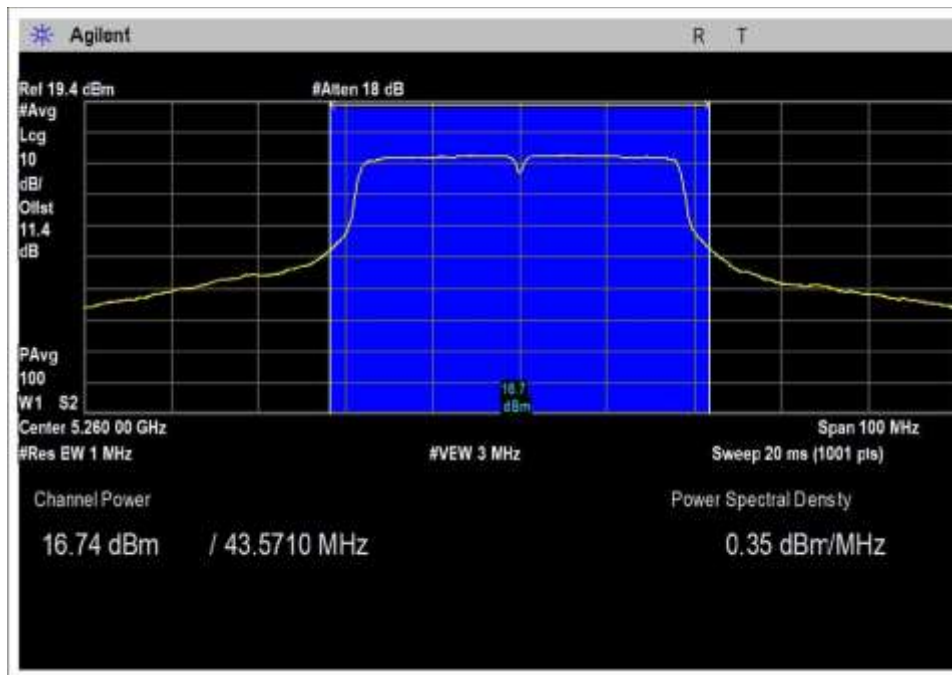 Agilent
R T
Ref 19.4 dBm #Atten 18 dB
#Avg
Log
10
dB/
Offst
11.4
dB
PAvg
100
W1 S2
16.7
dBm
Center 5.260 00 GHz Span 100 MHz
#Res BW 1 MHz #VBW 3 MHz Sweep 20 ms (1001 pts)
Channel Power Power Spectral Density
16.74 dBm / 43.5710 MHz 0.35 dBm/MHz